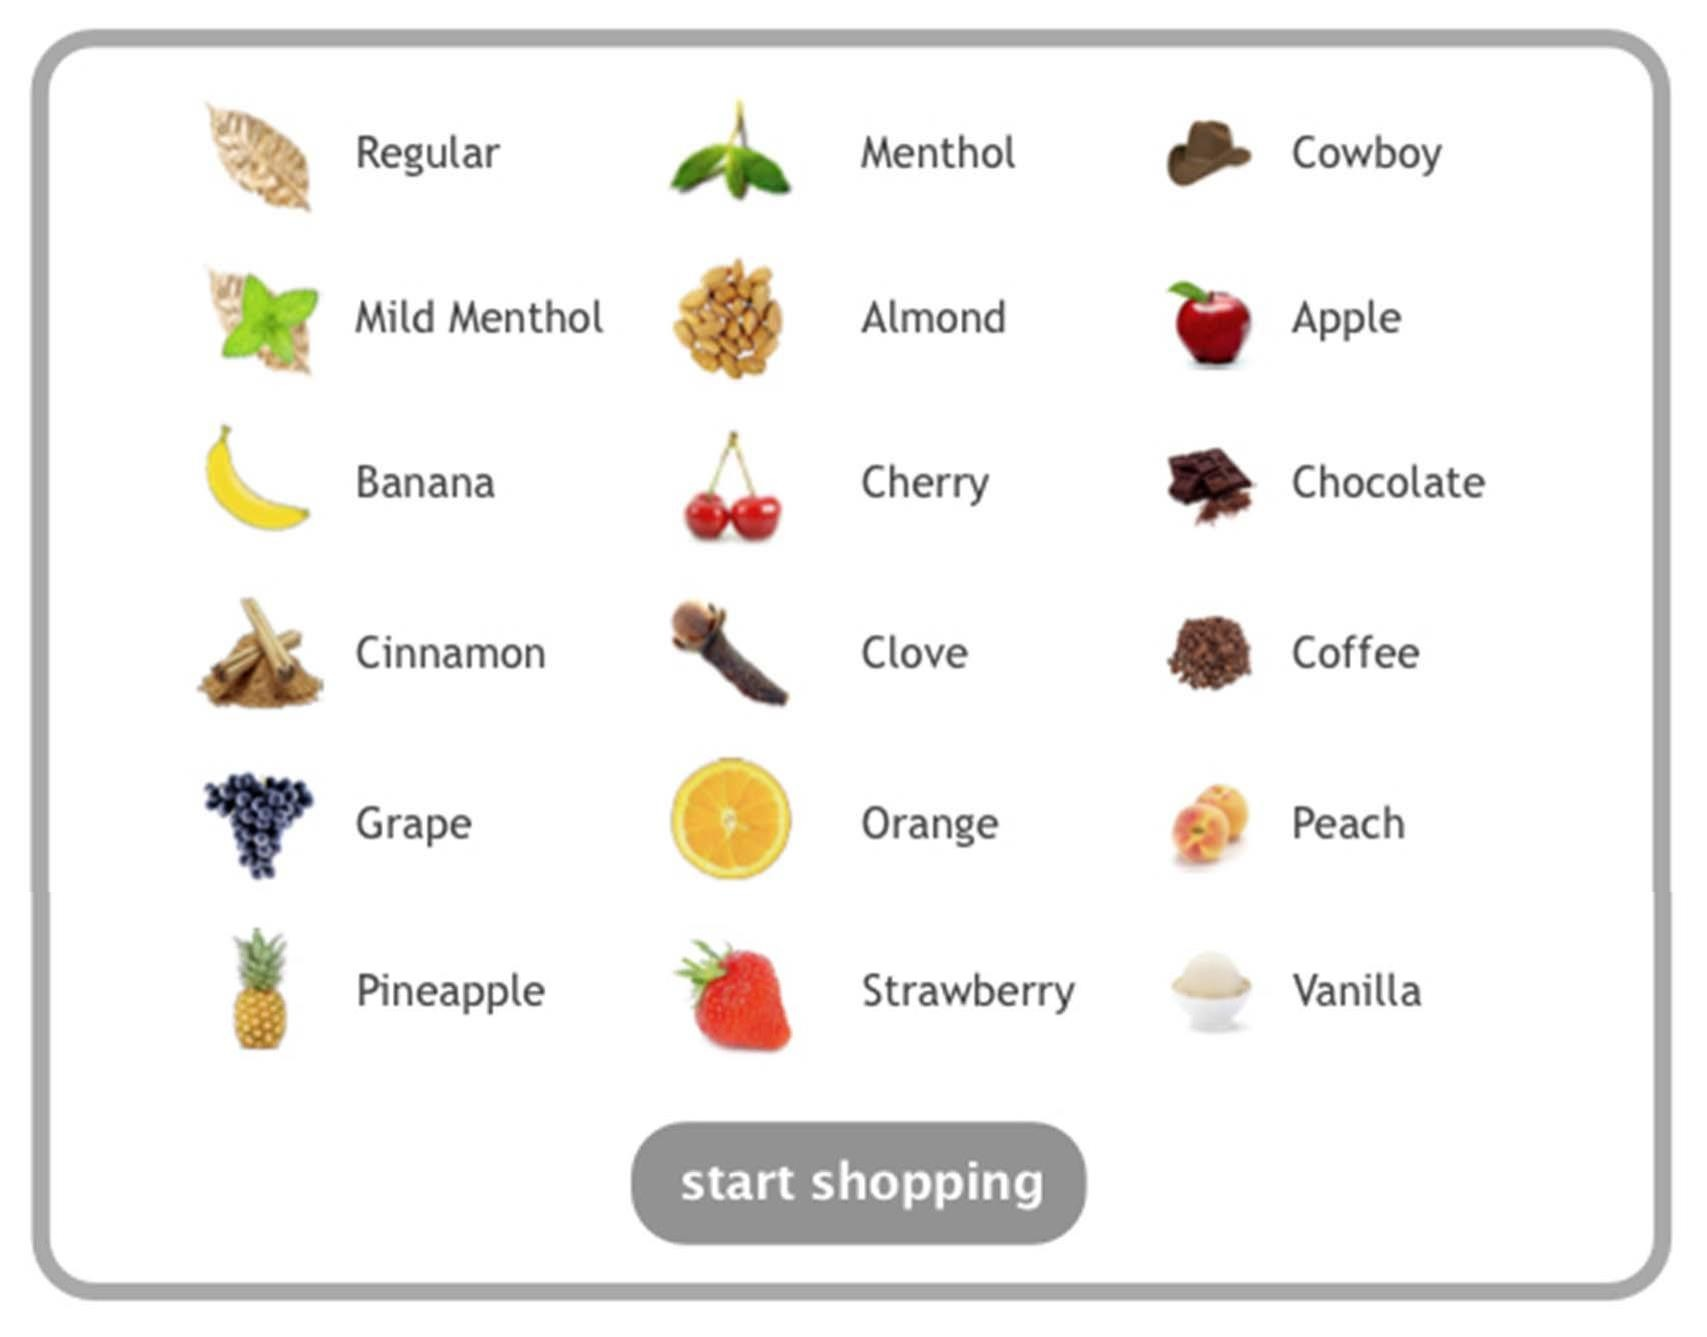 Regular
Menthol
Cowboy
Mild Menthol
Almond
Apple
Banana
Cherry
Chocolate
Cinnamon
Clove
Coffee
Grape
Orange
Peach
Pineapple
Strawberry
Vanilla
start shopping